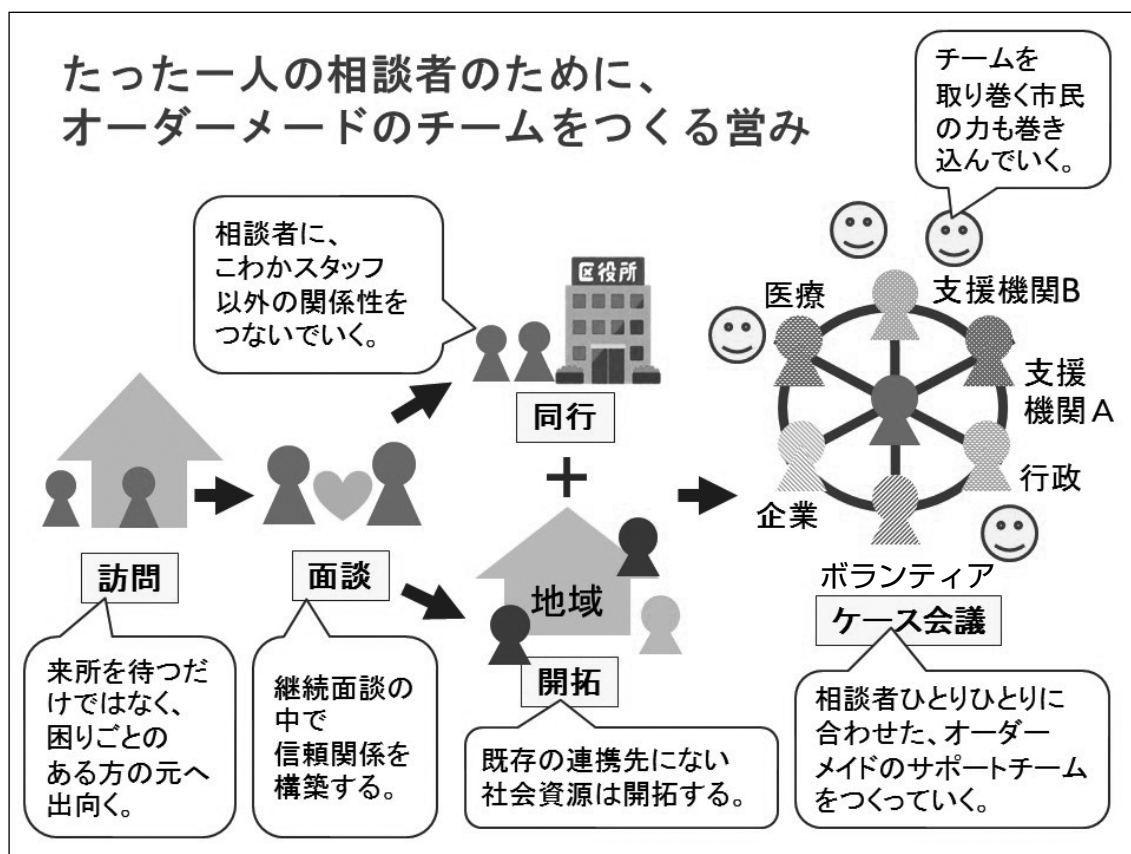 たった一人の相談者のために、
オーダーメードのチームをつくる営み
チームを
取り巻く市民
の力も巻き
込んでいく。
相談者に、
こわかスタッフ
以外の関係性を
つないでいく。
区役所
同行
+
医療
支援機関B
支援
機関A
行政
企業
ボランティア
ケース会議
訪問
面談
地域
開拓
来所を待つだ
けではなく、
困りごとの
ある方の元へ
出向く。
継続面談の
中で
信頼関係を
構築する。
既存の連携先にない
社会資源は開拓する。
相談者ひとりひとりに
合わせた、オーダー
メイドのサポートチーム
をつくっていく。